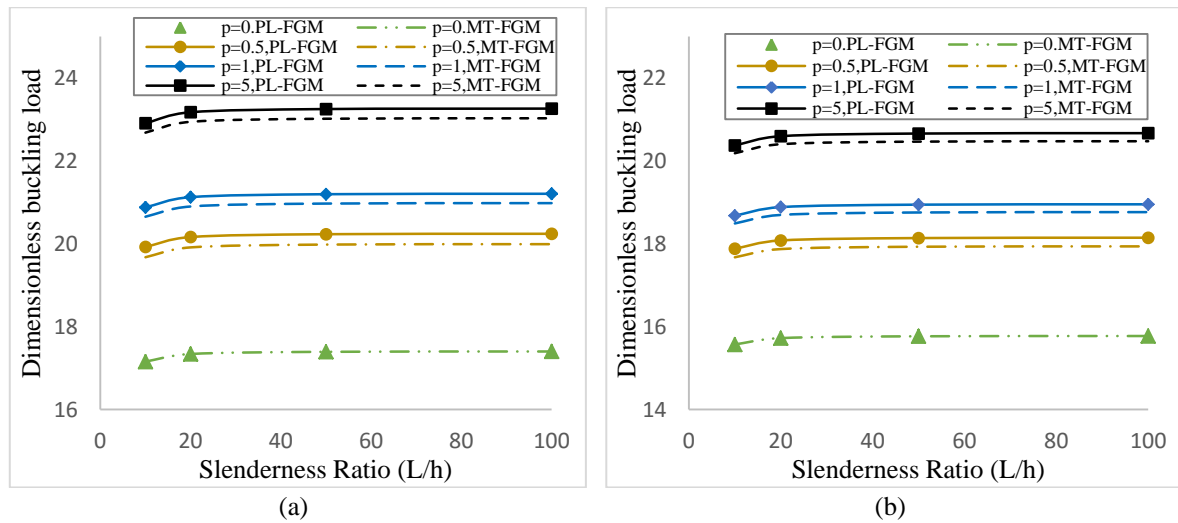 p=0.PL-FGM p=0.MT-FGM
p=0.5,PL-FGM p=0.5,MT-FGM
p=1,PL-FGM p=1,MT-FGM
p=5,PL-FGM p=5,MT-FGM
Dimensionless buckling load
24
22
20
18
16
0 20 40 60 80 100
Slenderness Ratio (L/h)
(a)
p=0.PL-FGM p=0.MT-FGM
p=0.5,PL-FGM p=0.5,MT-FGM
p=1,PL-FGM p=1,MT-FGM
p=5,PL-FGM p=5,MT-FGM
Dimensionless buckling load
22
20
18
16
14
0 20 40 60 80 100
Slenderness Ratio (L/h)
(b)